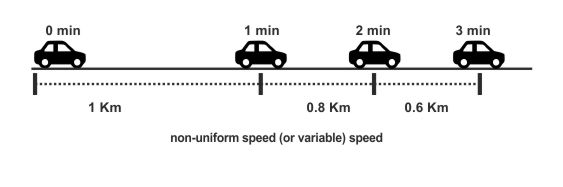 0 min 1 min 2 min 3 min
1 Km 0.8 Km 0.6 Km
non-uniform speed (or variable) speed